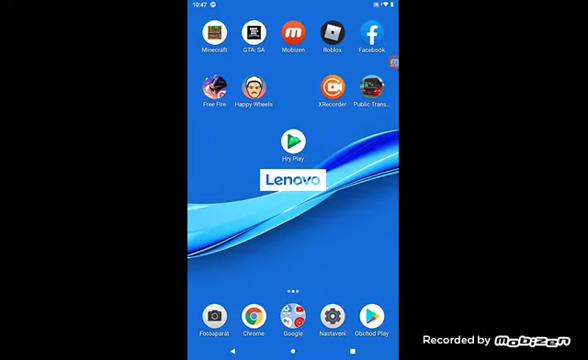 10:47
Minecraft
GTA: SA
Mobizen
Roblox
Facebook
Free Fire
Happy Wheels
XRecorder
Public Trans...
Hry Play
Lenovo
Fotoaparát
Chrome
Google
Nastavení
Obchod Play
Recorded by Mobizen